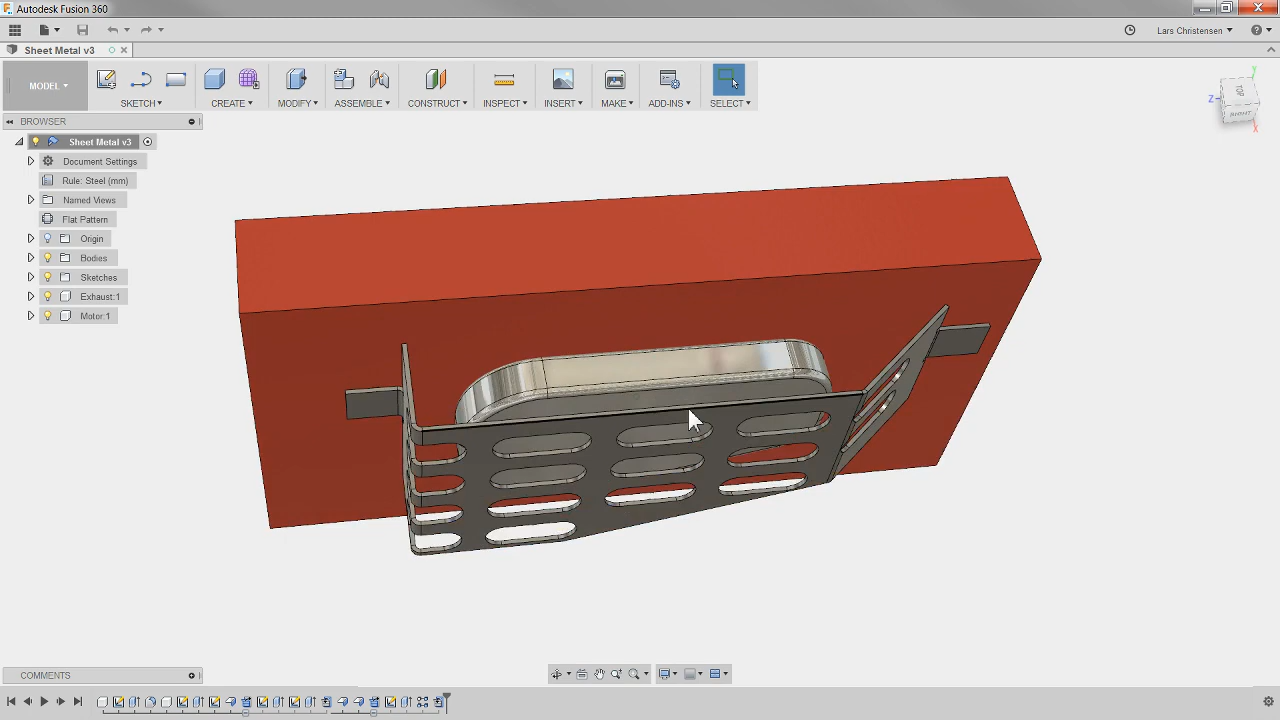 Autodesk Fusion 360
Lars Christensen
Sheet Metal v3
MODEL
SKETCH
CREATE
MODIFY
ASSEMBLE
CONSTRUCT
INSPECT
INSERT
MAKE
ADD-INS
SELECT
Y
Z
TOP
RIGHT
X
BROWSER
Sheet Metal v3
Document Settings
Rule: Steel (mm)
Named Views
Flat Pattern
Origin
Bodies
Sketches
Exhaust:1
Motor:1
COMMENTS